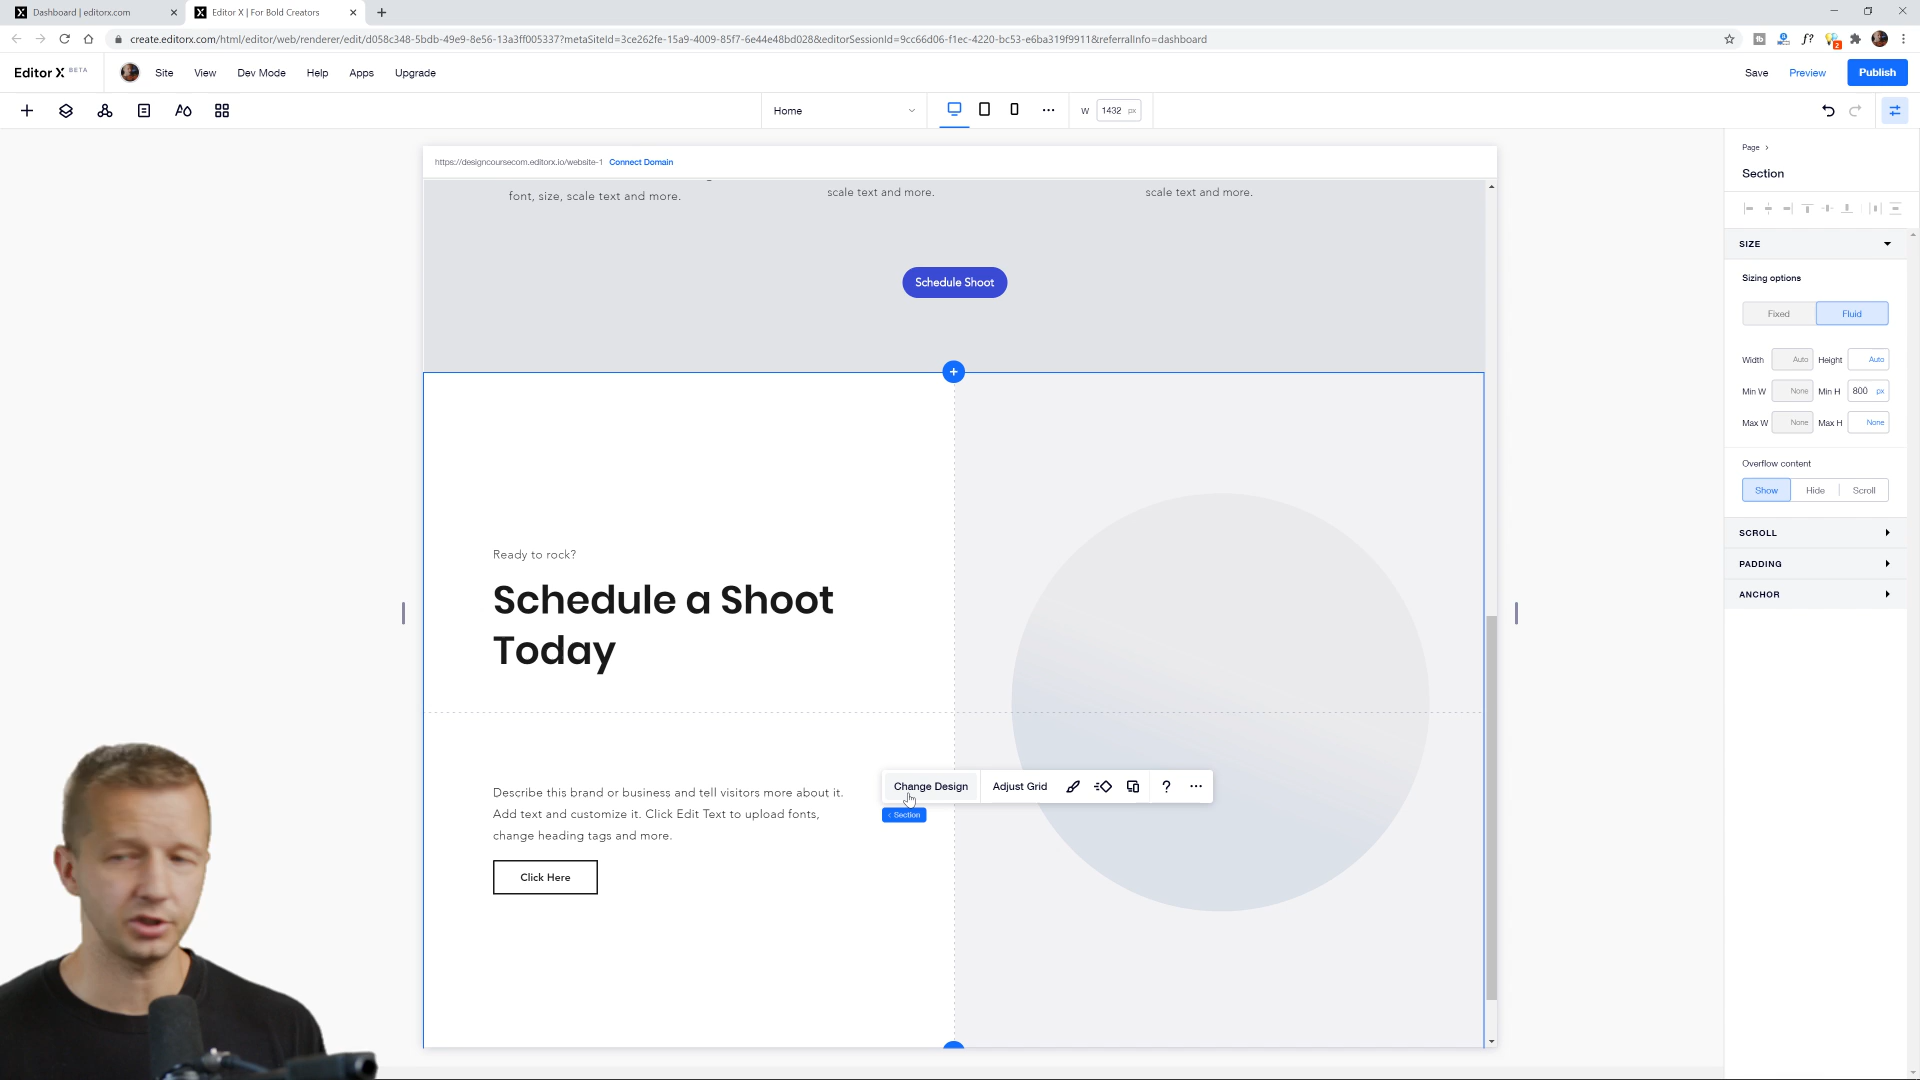 Dashboard | editorx.com
Editor X | For Bold Creators
create.editorx.com/html/editor/web/renderer/edit/d058c348-5bdb-49e9-8e56-13a3ff005337?metaSiteId=3ce262fe-15a9-4009-85f7-6e44e48bd028&editorSessionId=9cc66d06-f1ec-4220-bc53-e6ba319f9911&referralInfo=dashboard
f?
2
Editor X BETA
Site
View
Dev Mode
Help
Apps
Upgrade
Save
Preview
Publish
Home
W
1432 px
https://designcoursecom.editorx.io/website-1 Connect Domain
font, size, scale text and more.
scale text and more.
scale text and more.
Schedule Shoot
Ready to rock?
Schedule a Shoot
Today
Describe this brand or business and tell visitors more about it.
Add text and customize it. Click Edit Text to upload fonts,
change heading tags and more.
Click Here
Change Design
Adjust Grid
?
< Section
Page >
Section
SIZE
Sizing options
Fixed
Fluid
Width Auto Height Auto
Min W None Min H 800 px
Max W None Max H None
Overflow content
Show
Hide
Scroll
SCROLL
PADDING
ANCHOR